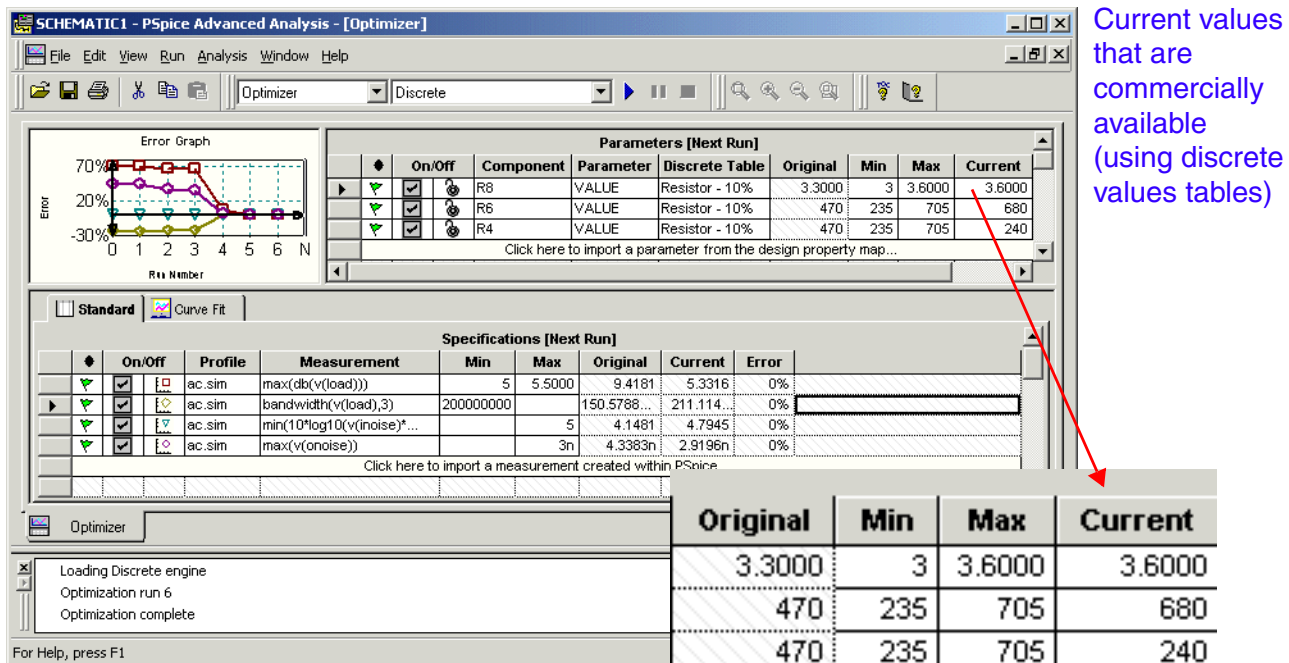 SCHEMATIC1 - PSpice Advanced Analysis - [Optimizer]
File Edit View Run Analysis Window Help
Optimizer Discrete
Error Graph
Error
70%
20%
-30%
0 1 2 3 4 5 6 N
Run Number
Parameters [Next Run]
On/Off Component Parameter Discrete Table Original Min Max Current
R8 VALUE Resistor - 10% 3.3000 3 3.6000 3.6000
R6 VALUE Resistor - 10% 470 235 705 680
R4 VALUE Resistor - 10% 470 235 705 240
Click here to import a parameter from the design property map...
Current values
that are
commercially
available
(using discrete
values tables)
Standard Curve Fit
Specifications [Next Run]
On/Off Profile Measurement Min Max Original Current Error
ac.sim max(db(v(load))) 5 5.5000 9.4181 5.3316 0%
ac.sim bandwidth(v(load),3) 200000000 150.5788... 211.114... 0%
ac.sim min(10*log10(v(inoise)*... 5 4.1481 4.7945 0%
ac.sim max(v(onoise)) 3n 4.3383n 2.9196n 0%
Click here to import a measurement created within PSpice
Optimizer
Loading Discrete engine
Optimization run 6
Optimization complete
For Help, press F1
Original Min Max Current
3.3000 3 3.6000 3.6000
470 235 705 680
470 235 705 240